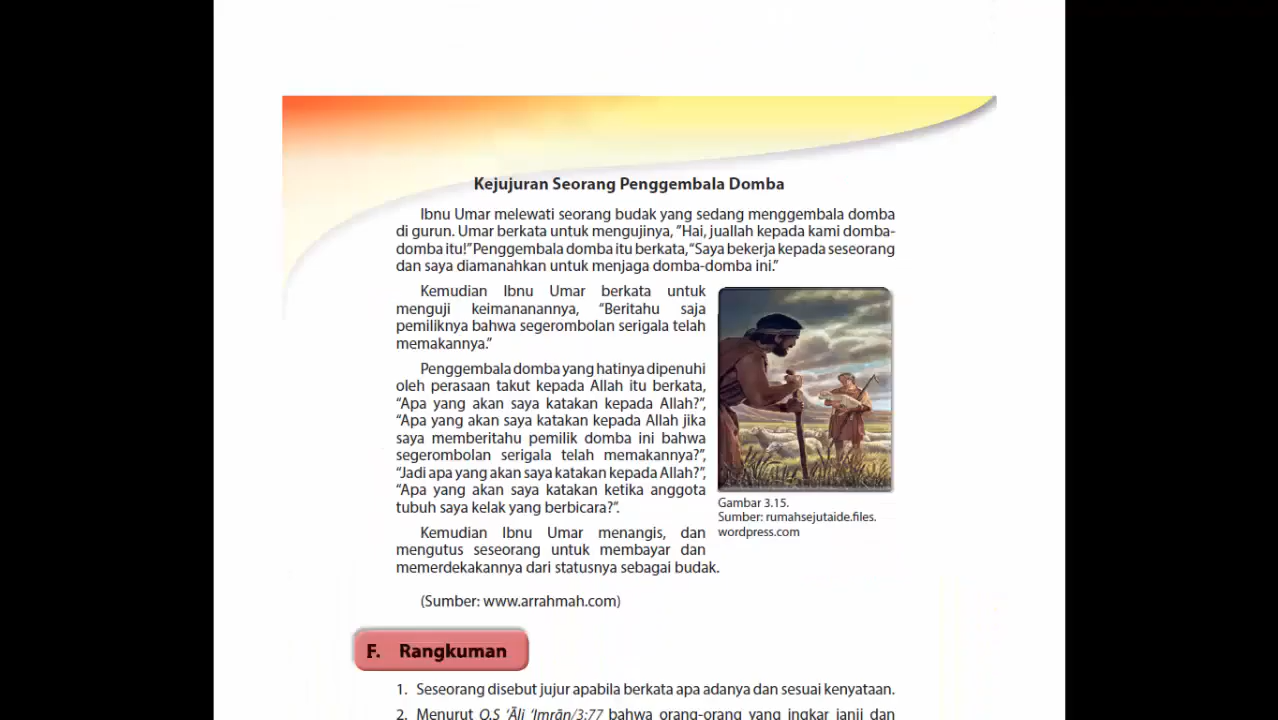 Kejujuran Seorang Penggembala Domba
Ibnu Umar melewati seorang budak yang sedang menggembala domba
di gurun. Umar berkata untuk mengujinya, ”Hai, juallah kepada kami domba-
domba itu!” Penggembala domba itu berkata, “Saya bekerja kepada seseorang
dan saya diamanahkan untuk menjaga domba-domba ini.”
Kemudian Ibnu Umar berkata untuk
menguji keimananannya, “Beritahu saja
pemiliknya bahwa segerombolan serigala telah
memakannya.”
Penggembala domba yang hatinya dipenuhi
oleh perasaan takut kepada Allah itu berkata,
“Apa yang akan saya katakan kepada Allah?”,
“Apa yang akan saya katakan kepada Allah jika
saya memberitahu pemilik domba ini bahwa
segerombolan serigala telah memakannya?”,
“Jadi apa yang akan saya katakan kepada Allah?”,
“Apa yang akan saya katakan ketika anggota
tubuh saya kelak yang berbicara?”.
Gambar 3.15.
Sumber: rumahsejutaide.files.
wordpress.com
Kemudian Ibnu Umar menangis, dan
mengutus seseorang untuk membayar dan
memerdekakannya dari statusnya sebagai budak.
(Sumber: www.arrahmah.com)
F. Rangkuman
1. Seseorang disebut jujur apabila berkata apa adanya dan sesuai kenyataan.
2. Menurut Q.S ‘Āli ‘Imrān/3:77 bahwa orang-orang yang ingkar janji dan